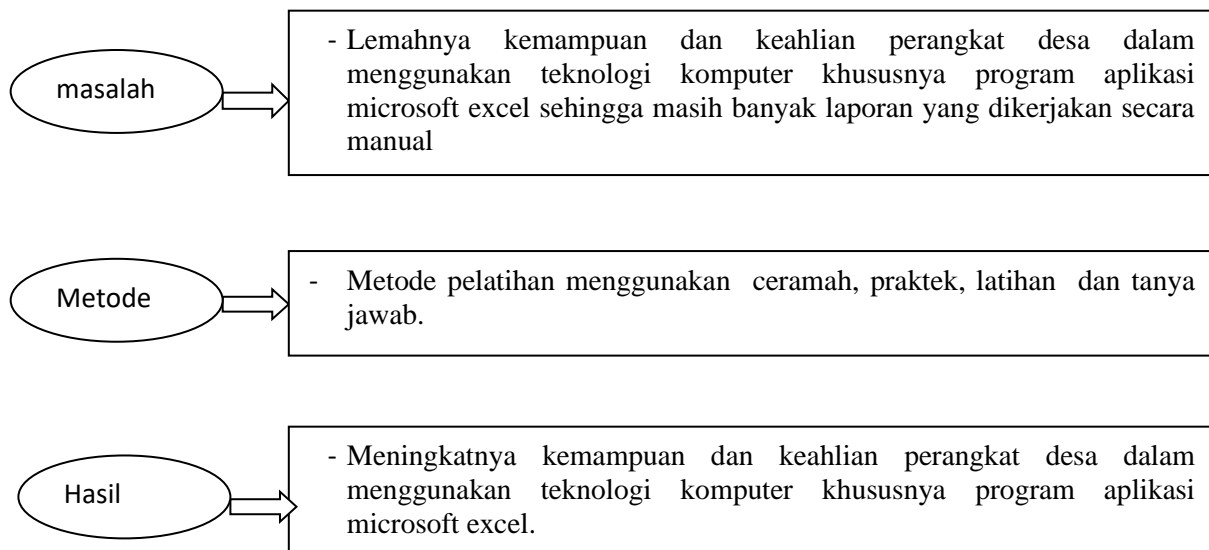 masalah
- Lemahnya kemampuan dan keahlian perangkat desa dalam
menggunakan teknologi komputer khususnya program aplikasi
microsoft excel sehingga masih banyak laporan yang dikerjakan secara
manual
Metode
- Metode pelatihan menggunakan ceramah, praktek, latihan dan tanya
jawab.
Hasil
- Meningkatnya kemampuan dan keahlian perangkat desa dalam
menggunakan teknologi komputer khususnya program aplikasi
microsoft excel.